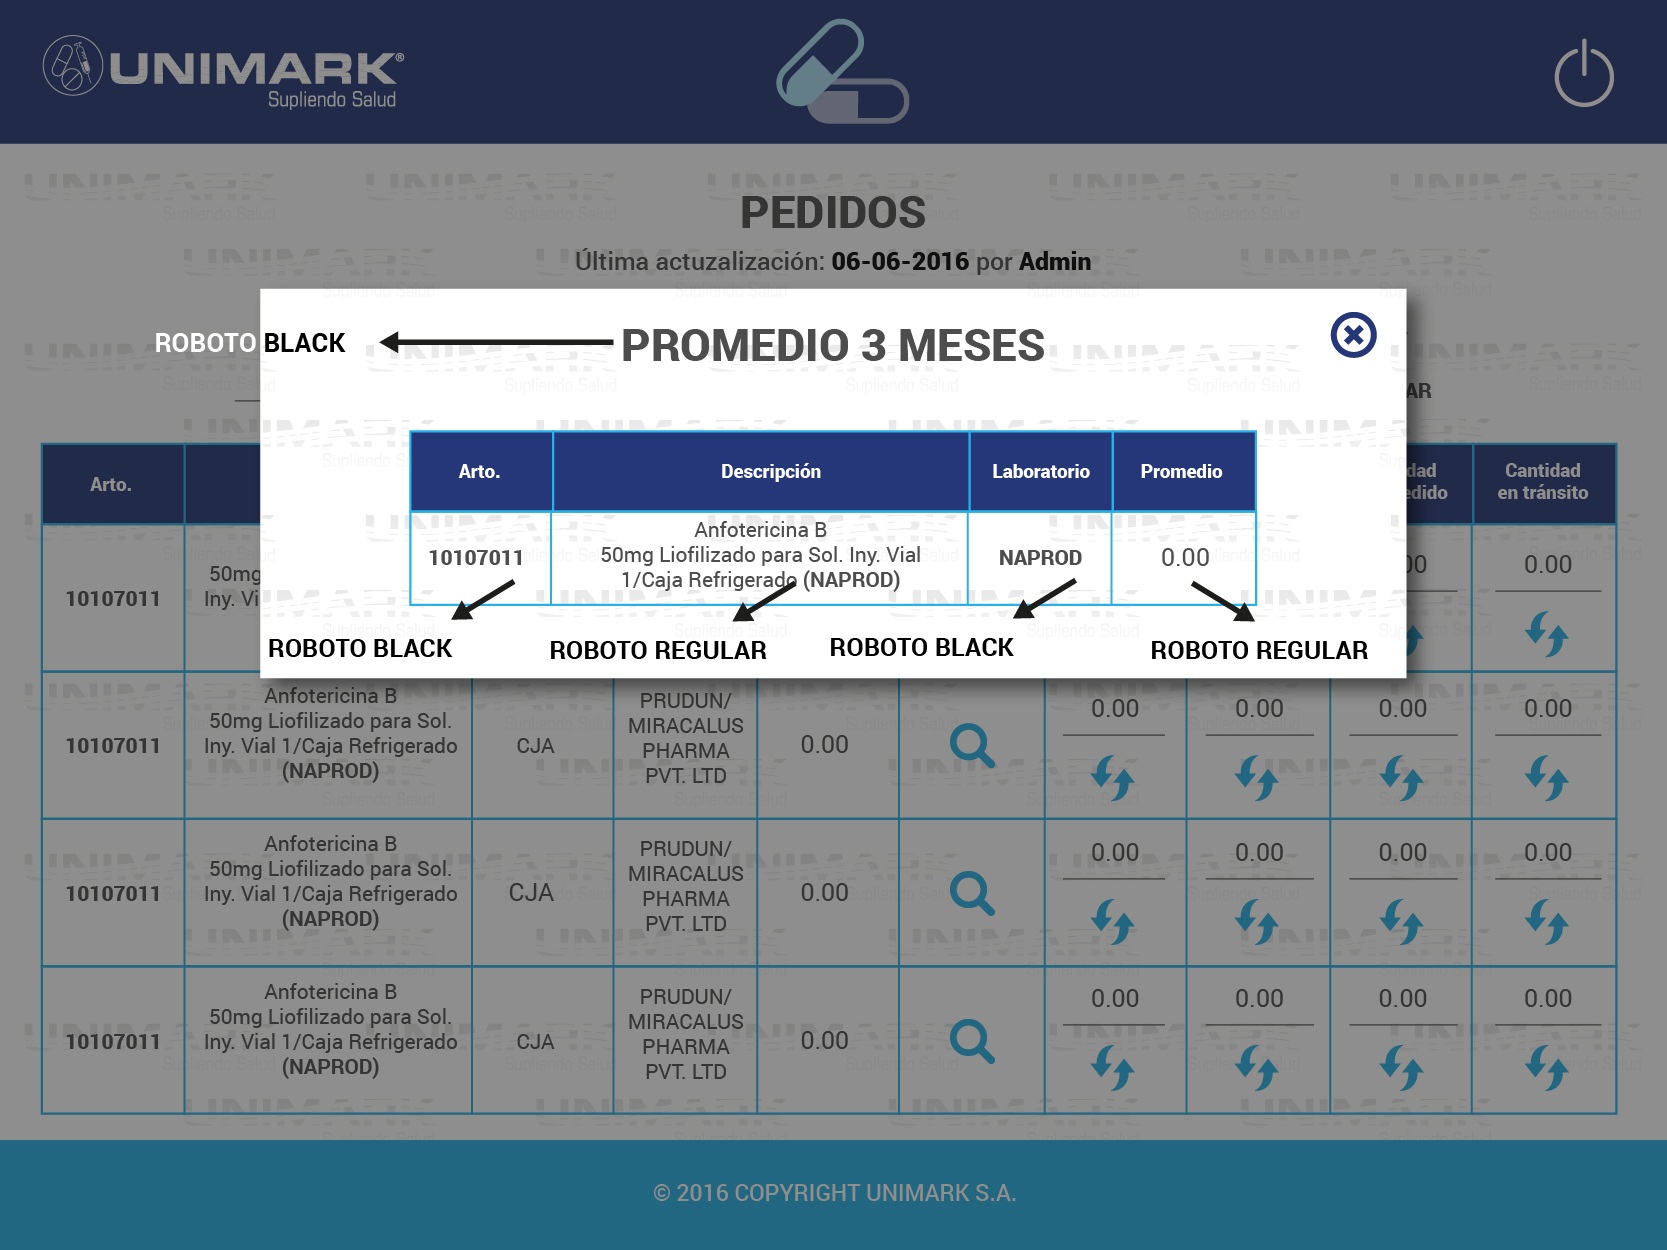 UNIMARK®
Supliendo Salud
PEDIDOS
Última actuzalización: 06-06-2016 por Admin
ROBOTO BLACK
PROMEDIO 3 MESES
AR
Arto.
Descripción
Laboratorio
Promedio
10107011
Anfotericina B
50mg Liofilizado para Sol. Iny. Vial
1/Caja Refrigerado (NAPROD)
NAPROD
0.00
ROBOTO BLACK
ROBOTO REGULAR
ROBOTO BLACK
ROBOTO REGULAR
Arto.
dad
edido
Cantidad
en tránsito
10107011
50mg
Iny. Vi
00
0.00
10107011
Anfotericina B
50mg Liofilizado para Sol.
Iny. Vial 1/Caja Refrigerado
(NAPROD)
CJA
PRUDUN/
MIRACALUS
PHARMA
PVT. LTD
0.00
0.00
0.00
0.00
0.00
10107011
Anfotericina B
50mg Liofilizado para Sol.
Iny. Vial 1/Caja Refrigerado
(NAPROD)
CJA
PRUDUN/
MIRACALUS
PHARMA
PVT. LTD
0.00
0.00
0.00
0.00
0.00
10107011
Anfotericina B
50mg Liofilizado para Sol.
Iny. Vial 1/Caja Refrigerado
(NAPROD)
CJA
PRUDUN/
MIRACALUS
PHARMA
PVT. LTD
0.00
0.00
0.00
0.00
0.00
© 2016 COPYRIGHT UNIMARK S.A.